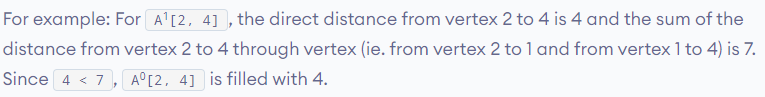 For example: For A¹[2, 4] , the direct distance from vertex 2 to 4 is 4 and the sum of the
distance from vertex 2 to 4 through vertex (ie. from vertex 2 to 1 and from vertex 1 to 4) is 7.
Since 4 < 7 , A⁰[2, 4] is filled with 4.